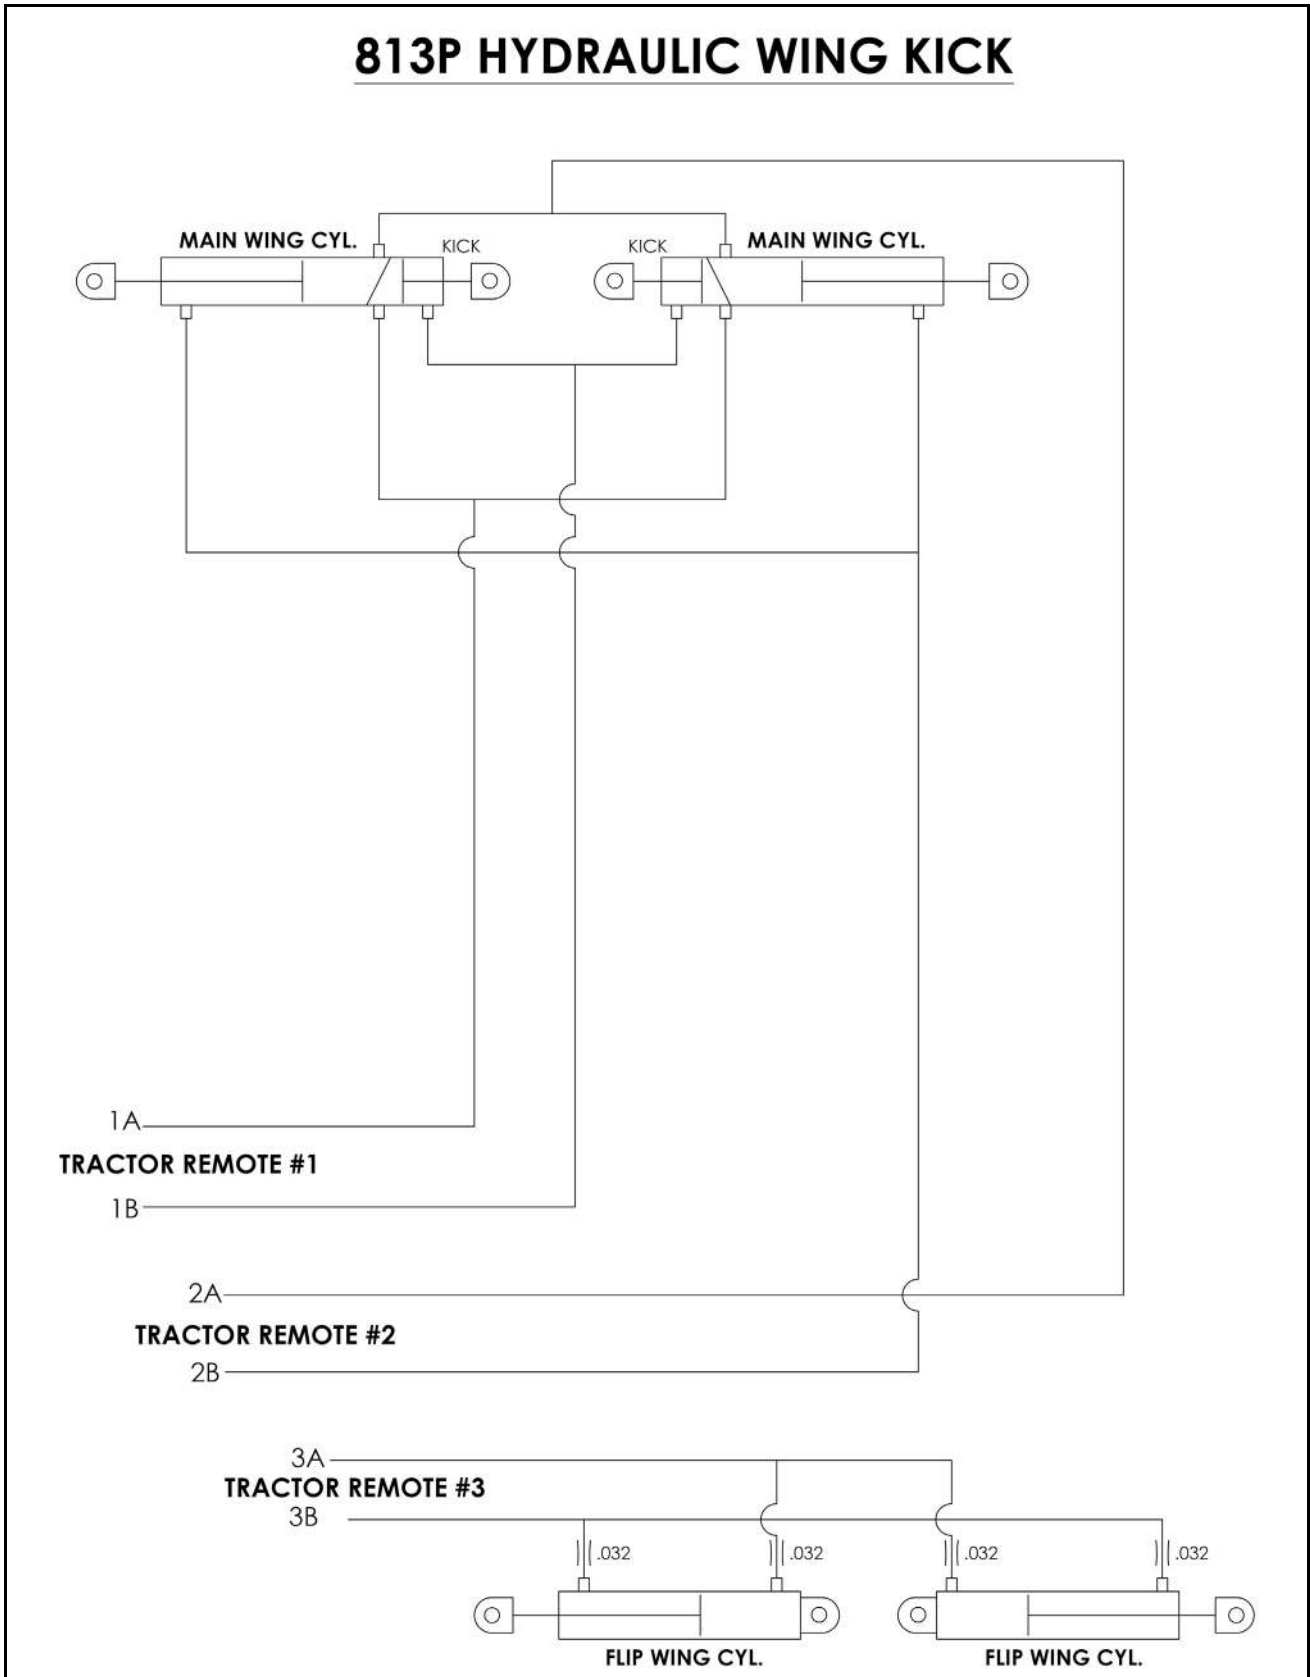 813P HYDRAULIC WING KICK
MAIN WING CYL.
KICK
KICK
MAIN WING CYL.
1A
TRACTOR REMOTE #1
1B
2A
TRACTOR REMOTE #2
2B
3A
TRACTOR REMOTE #3
3B
.032
.032
.032
.032
FLIP WING CYL.
FLIP WING CYL.